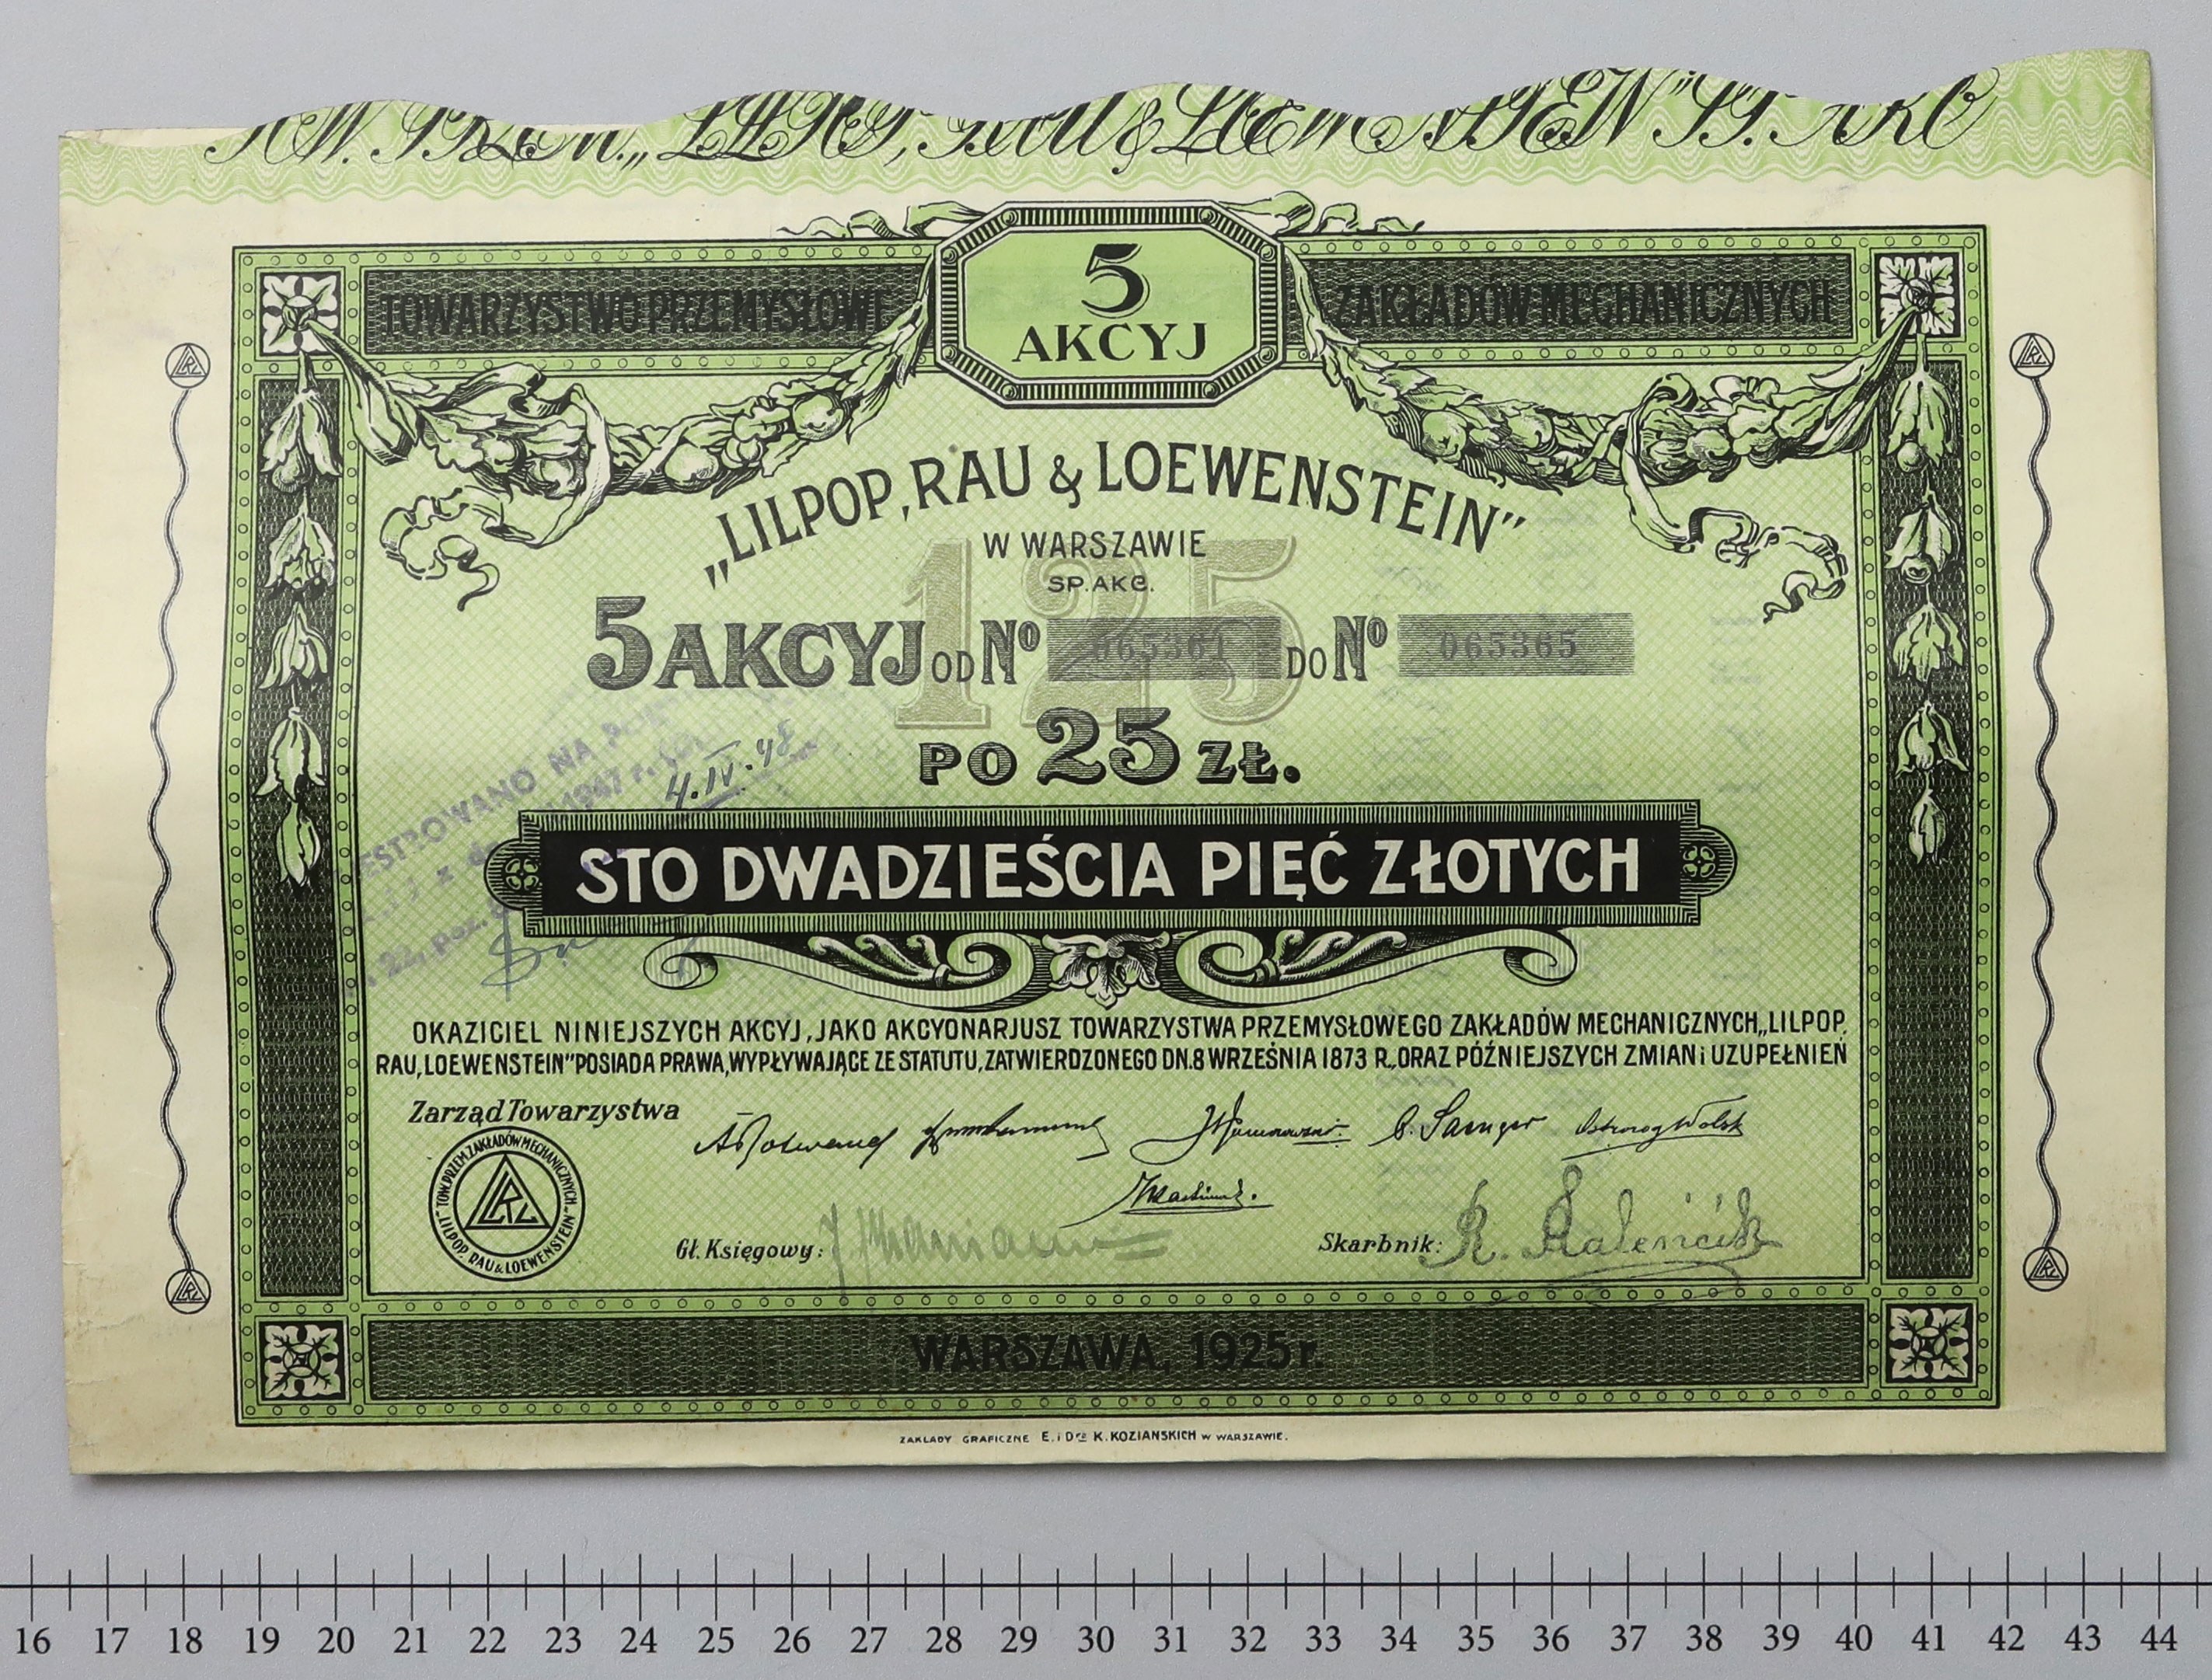 5
AKCYJ
TOWARZYSTWO PRZEMYSŁOWE ZAKŁADÓW MECHANICZNYCH
„LILPOP, RAU & LOEWENSTEIN”
W WARSZAWIE
SP. AKC.
125
5 AKCYJ OD № 065361 DO № 065365
PO 25 ZŁ.
4.IV.48
STO DWADZIEŚCIA PIĘĆ ZŁOTYCH
OKAZICIEL NINIEJSZYCH AKCYJ, JAKO AKCYONARJUSZ TOWARZYSTWA PRZEMYSŁOWEGO ZAKŁADÓW MECHANICZNYCH „LILPOP,
RAU, LOEWENSTEIN” POSIADA PRAWA, WYPŁYWAJĄCE ZE STATUTU, ZATWIERDZONEGO DN. 8 WRZEŚNIA 1873 R., ORAZ PÓŹNIEJSZYCH ZMIAN i UZUPEŁNIEŃ
Zarząd Towarzystwa
TOW. PRZEM. ZAKŁADÓW MECHANICZNYCH
„LILPOP, RAU & LOEWENSTEIN”
LRL
Gł. Księgowy:
Skarbnik:
WARSZAWA, 1925 r.
ZAKŁADY GRAFICZNE E. i Dra K. KOZIAŃSKICH W WARSZAWIE.
16 17 18 19 20 21 22 23 24 25 26 27 28 29 30 31 32 33 34 35 36 37 38 39 40 41 42 43 44